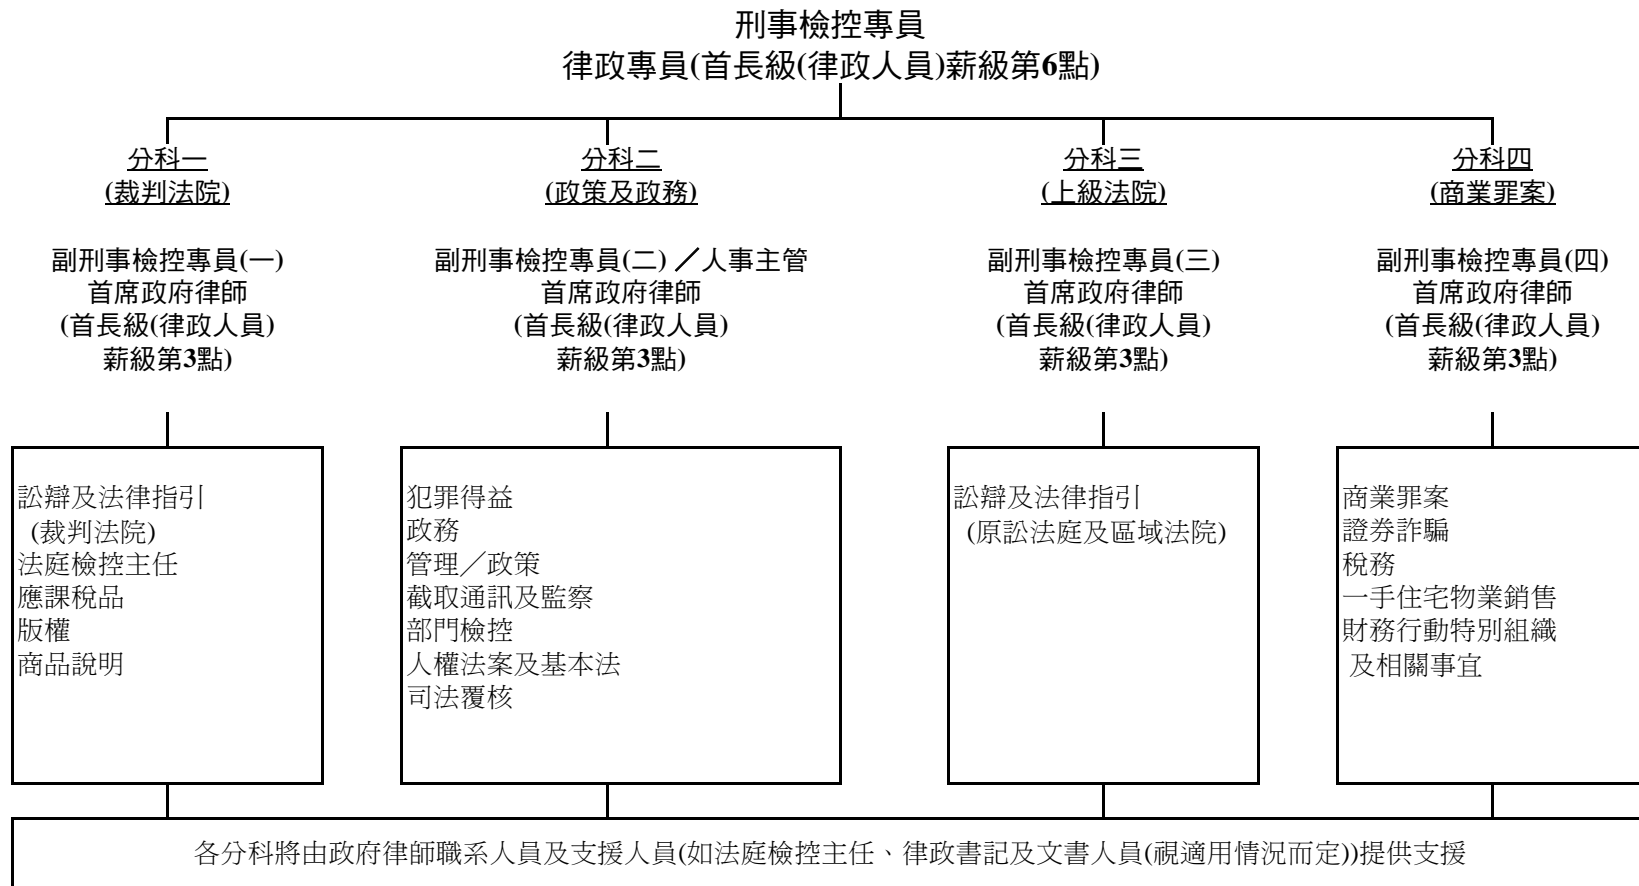 刑事檢控專員
律政專員(首長級(律政人員)薪級第6點)
分科一
(裁判法院)
副刑事檢控專員(一)
首席政府律師
(首長級(律政人員)
薪級第3點)
訟辯及法律指引
(裁判法院)
法庭檢控主任
應課稅品
版權
商品說明
分科二
(政策及政務)
副刑事檢控專員(二)／人事主管
首席政府律師
(首長級(律政人員)
薪級第3點)
犯罪得益
政務
管理／政策
截取通訊及監察
部門檢控
人權法案及基本法
司法覆核
分科三
(上級法院)
副刑事檢控專員(三)
首席政府律師
(首長級(律政人員)
薪級第3點)
訟辯及法律指引
(原訟法庭及區域法院)
分科四
(商業罪案)
副刑事檢控專員(四)
首席政府律師
(首長級(律政人員)
薪級第3點)
商業罪案
證券詐騙
稅務
一手住宅物業銷售
財務行動特別組織
及相關事宜
各分科將由政府律師職系人員及支援人員(如法庭檢控主任、律政書記及文書人員(視適用情況而定))提供支援